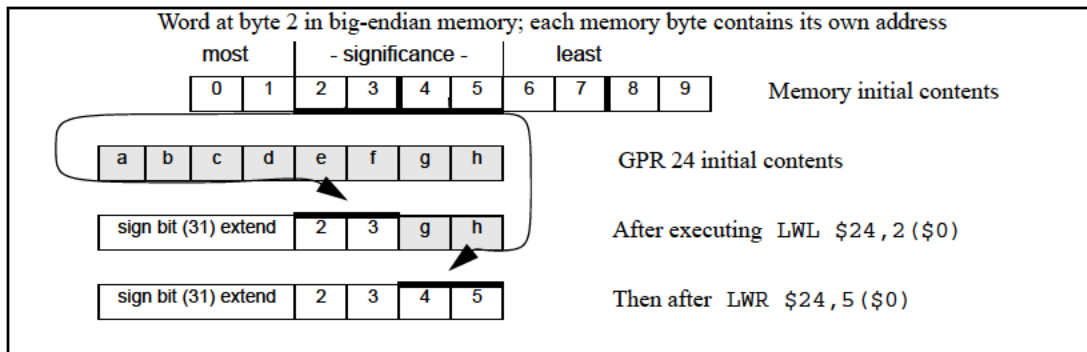 Word at byte 2 in big-endian memory; each memory byte contains its own address
most - significance - least
0 1 2 3 4 5 6 7 8 9 Memory initial contents
a b c d e f g h GPR 24 initial contents
sign bit (31) extend 2 3 g h After executing LWL $24,2($0)
sign bit (31) extend 2 3 4 5 Then after LWR $24,5($0)